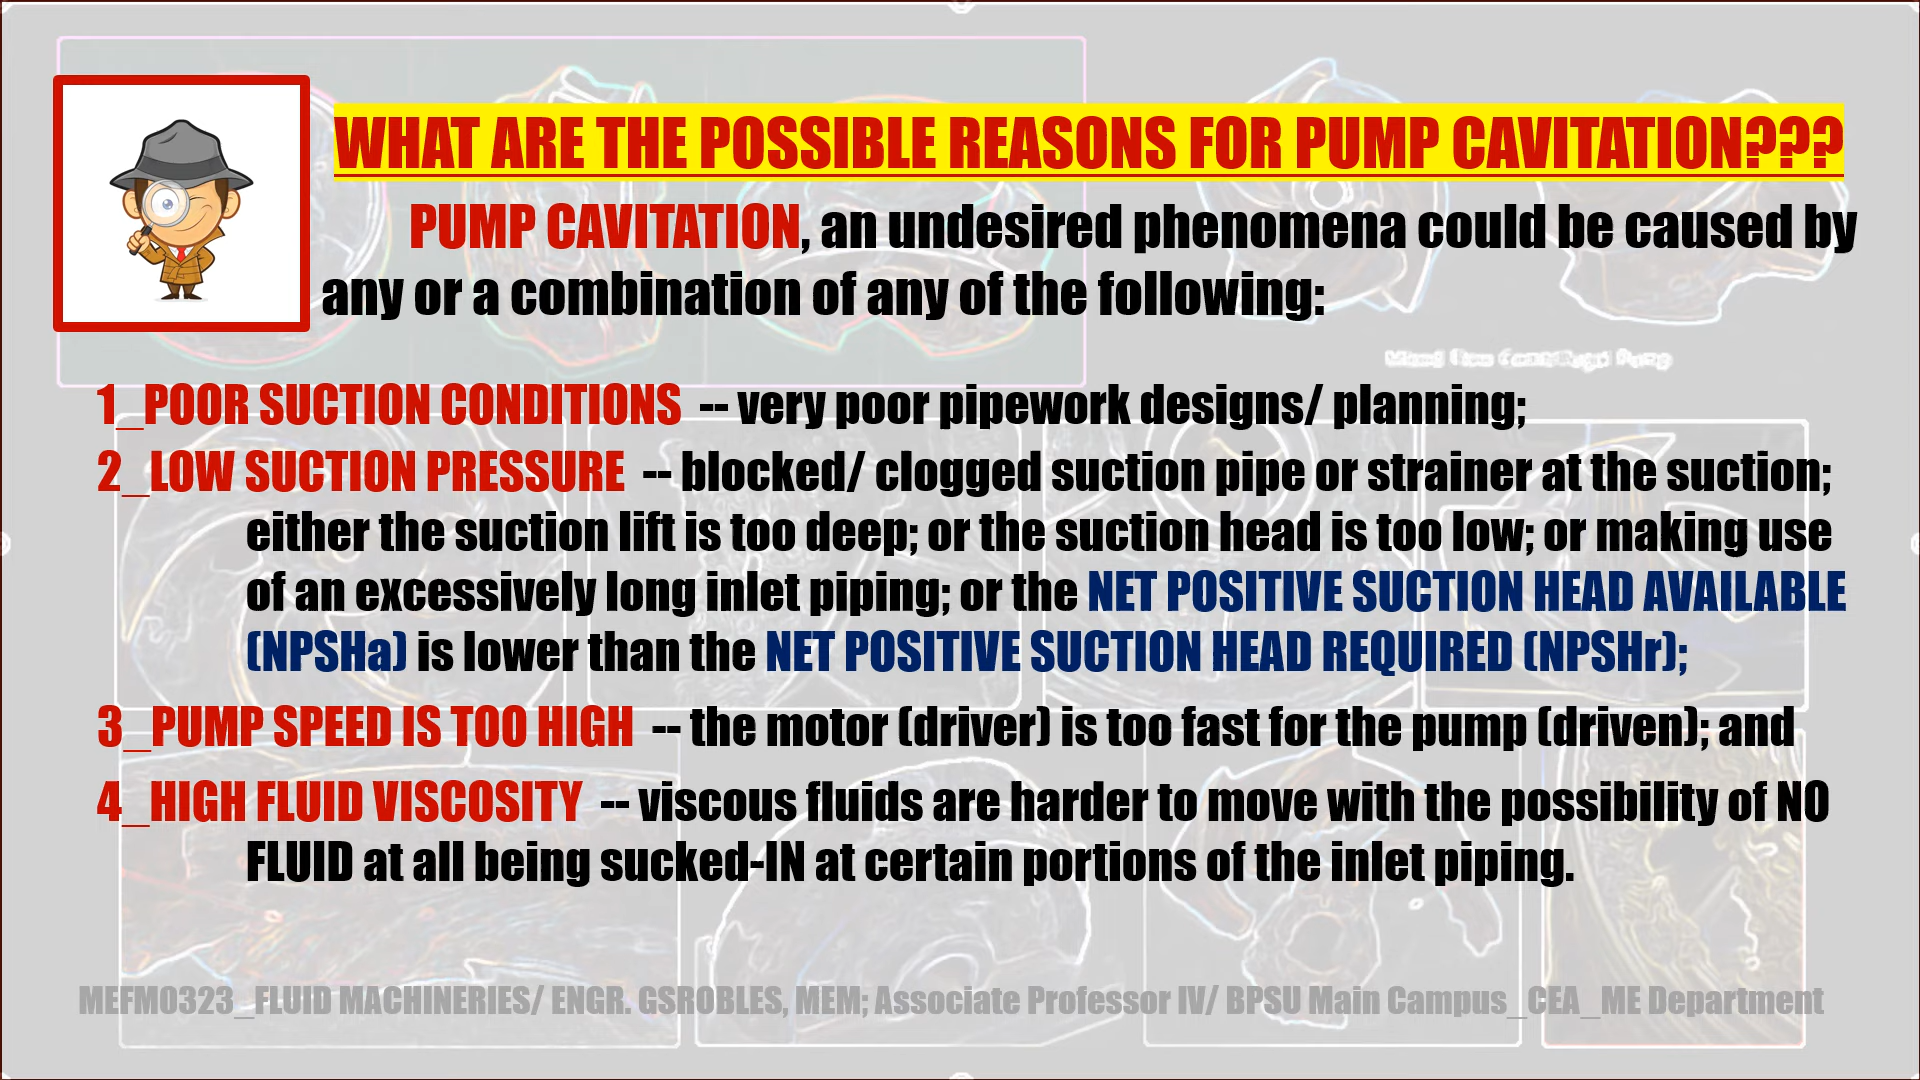 WHAT ARE THE POSSIBLE REASONS FOR PUMP CAVITATION???
PUMP CAVITATION, an undesired phenomena could be caused by
any or a combination of any of the following:
1_POOR SUCTION CONDITIONS -- very poor pipework designs/ planning;
2_LOW SUCTION PRESSURE -- blocked/ clogged suction pipe or strainer at the suction;
either the suction lift is too deep; or the suction head is too low; or making use
of an excessively long inlet piping; or the NET POSITIVE SUCTION HEAD AVAILABLE
(NPSHa) is lower than the NET POSITIVE SUCTION HEAD REQUIRED (NPSHr);
3_PUMP SPEED IS TOO HIGH -- the motor (driver) is too fast for the pump (driven); and
4_HIGH FLUID VISCOSITY -- viscous fluids are harder to move with the possibility of NO
FLUID at all being sucked-IN at certain portions of the inlet piping.
MEFM0323_FLUID MACHINERIES/ ENGR. GSROBLES, MEM; Associate Professor IV/ BPSU Main Campus_CEA_ME Department